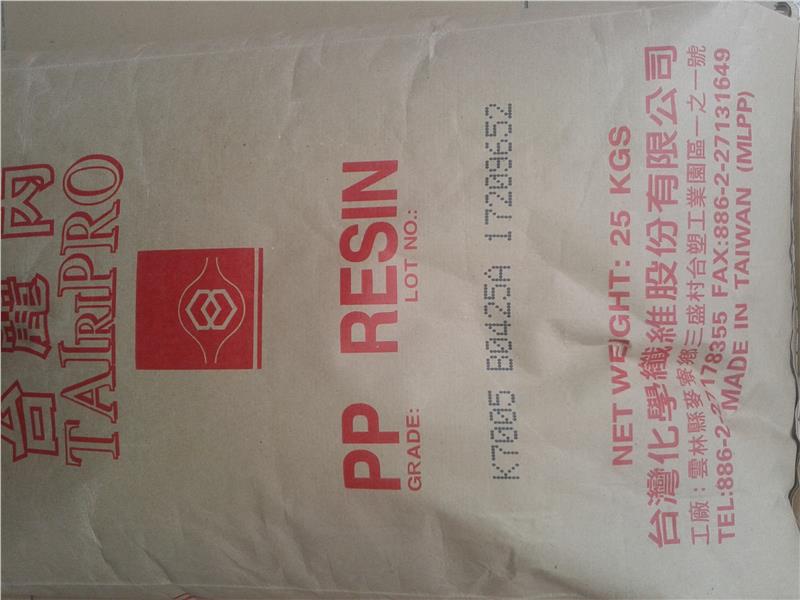 台麗丙
TAIRIPRO
PP RESIN
GRADE:
LOT NO.:
K7005 B0425A 17209652
NET WEIGHT: 25 KGS
台灣化學纖維股份有限公司
工廠：雲林縣麥寮鄉三盛村台塑工業園區一之一號
TEL:886-2-27178355 FAX:886-2-27131649
MADE IN TAIWAN (MLPP)